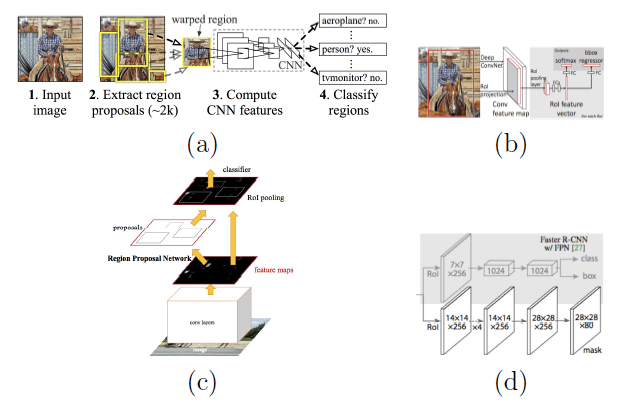 warped region
aeroplane? no.
person? yes.
tvmonitor? no.
CNN
1. Input
image
2. Extract region
proposals (~2k)
3. Compute
CNN features
4. Classify
regions
(a)
Deep
ConvNet
RoI
projection
Conv
feature map
RoI
pooling
layer
FCs
Outputs:
softmax
bbox
regressor
FC
FC
RoI feature
vector
For each RoI
(b)
classifier
RoI pooling
proposals
Region Proposal Network
feature maps
conv layers
image
(c)
Faster R-CNN
w/ FPN [27]
RoI
7×7
×256
1024
1024
class
box
RoI
14×14
×256
×4
14×14
×256
28×28
×256
28×28
×80
mask
(d)